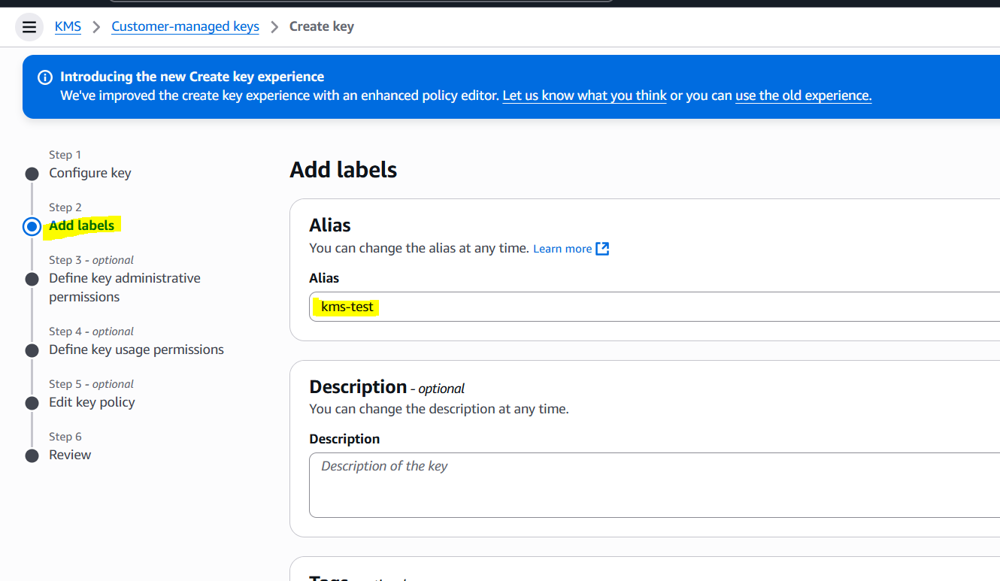 KMS > Customer-managed keys > Create key
Introducing the new Create key experience
We've improved the create key experience with an enhanced policy editor. Let us know what you think or you can use the old experience.
Step 1
Configure key
Step 2
Add labels
Step 3 - optional
Define key administrative
permissions
Step 4 - optional
Define key usage permissions
Step 5 - optional
Edit key policy
Step 6
Review
Add labels
Alias
You can change the alias at any time. Learn more
Alias
kms-test
Description - optional
You can change the description at any time.
Description
Description of the key
Tags - optional